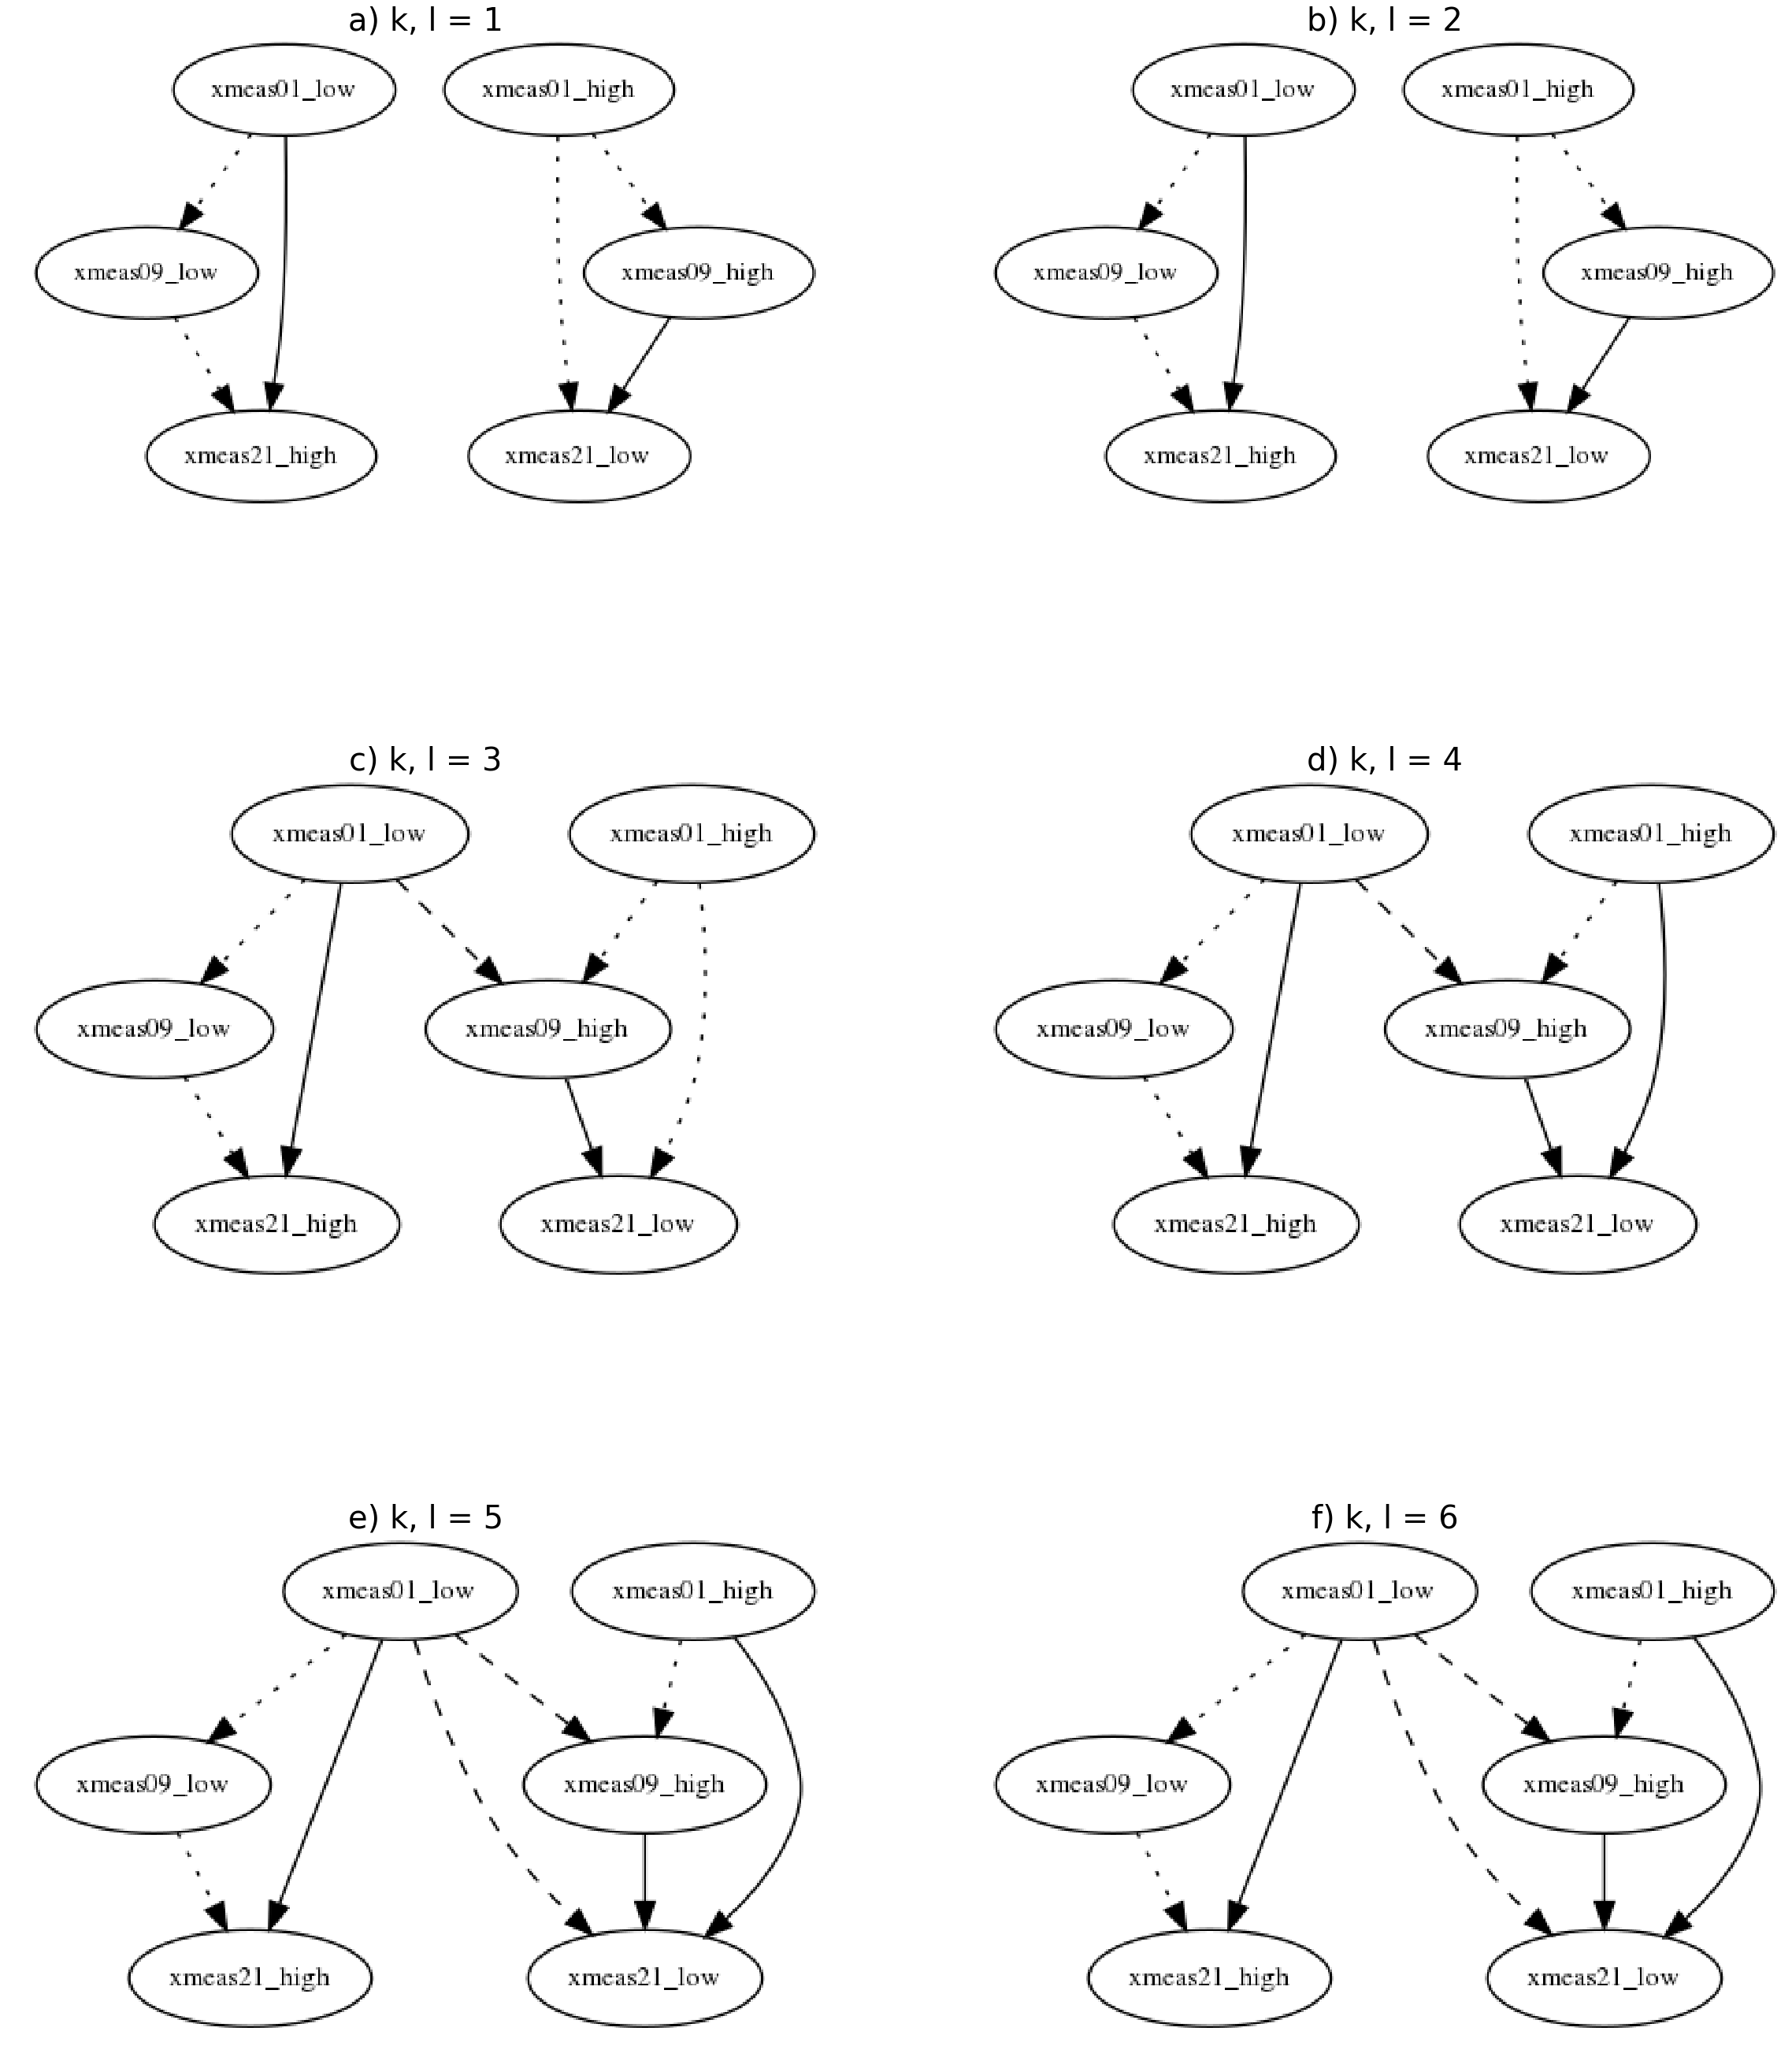 a) k, l = 1
b) k, l = 2
xmeas01_low
xmeas01_high
xmeas01_low
xmeas01_high
xmeas09_low
xmeas09_high
xmeas09_low
xmeas09_high
xmeas21_high
xmeas21_low
xmeas21_high
xmeas21_low
c) k, l = 3
d) k, l = 4
xmeas01_low
xmeas01_high
xmeas01_low
xmeas01_high
xmeas09_low
xmeas09_high
xmeas09_low
xmeas09_high
xmeas21_high
xmeas21_low
xmeas21_high
xmeas21_low
e) k, l = 5
f) k, l = 6
xmeas01_low
xmeas01_high
xmeas01_low
xmeas01_high
xmeas09_low
xmeas09_high
xmeas09_low
xmeas09_high
xmeas21_high
xmeas21_low
xmeas21_high
xmeas21_low